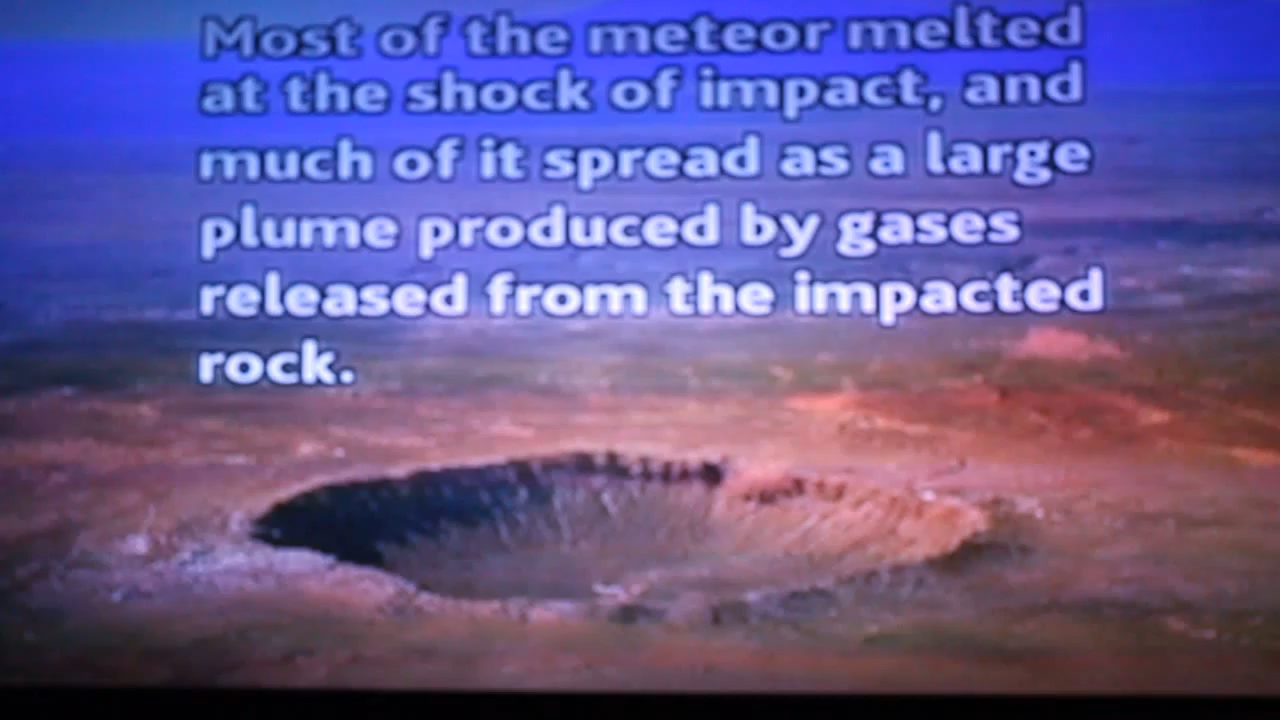 Most of the meteor melted
at the shock of impact, and
much of it spread as a large
plume produced by gases
released from the impacted
rock.